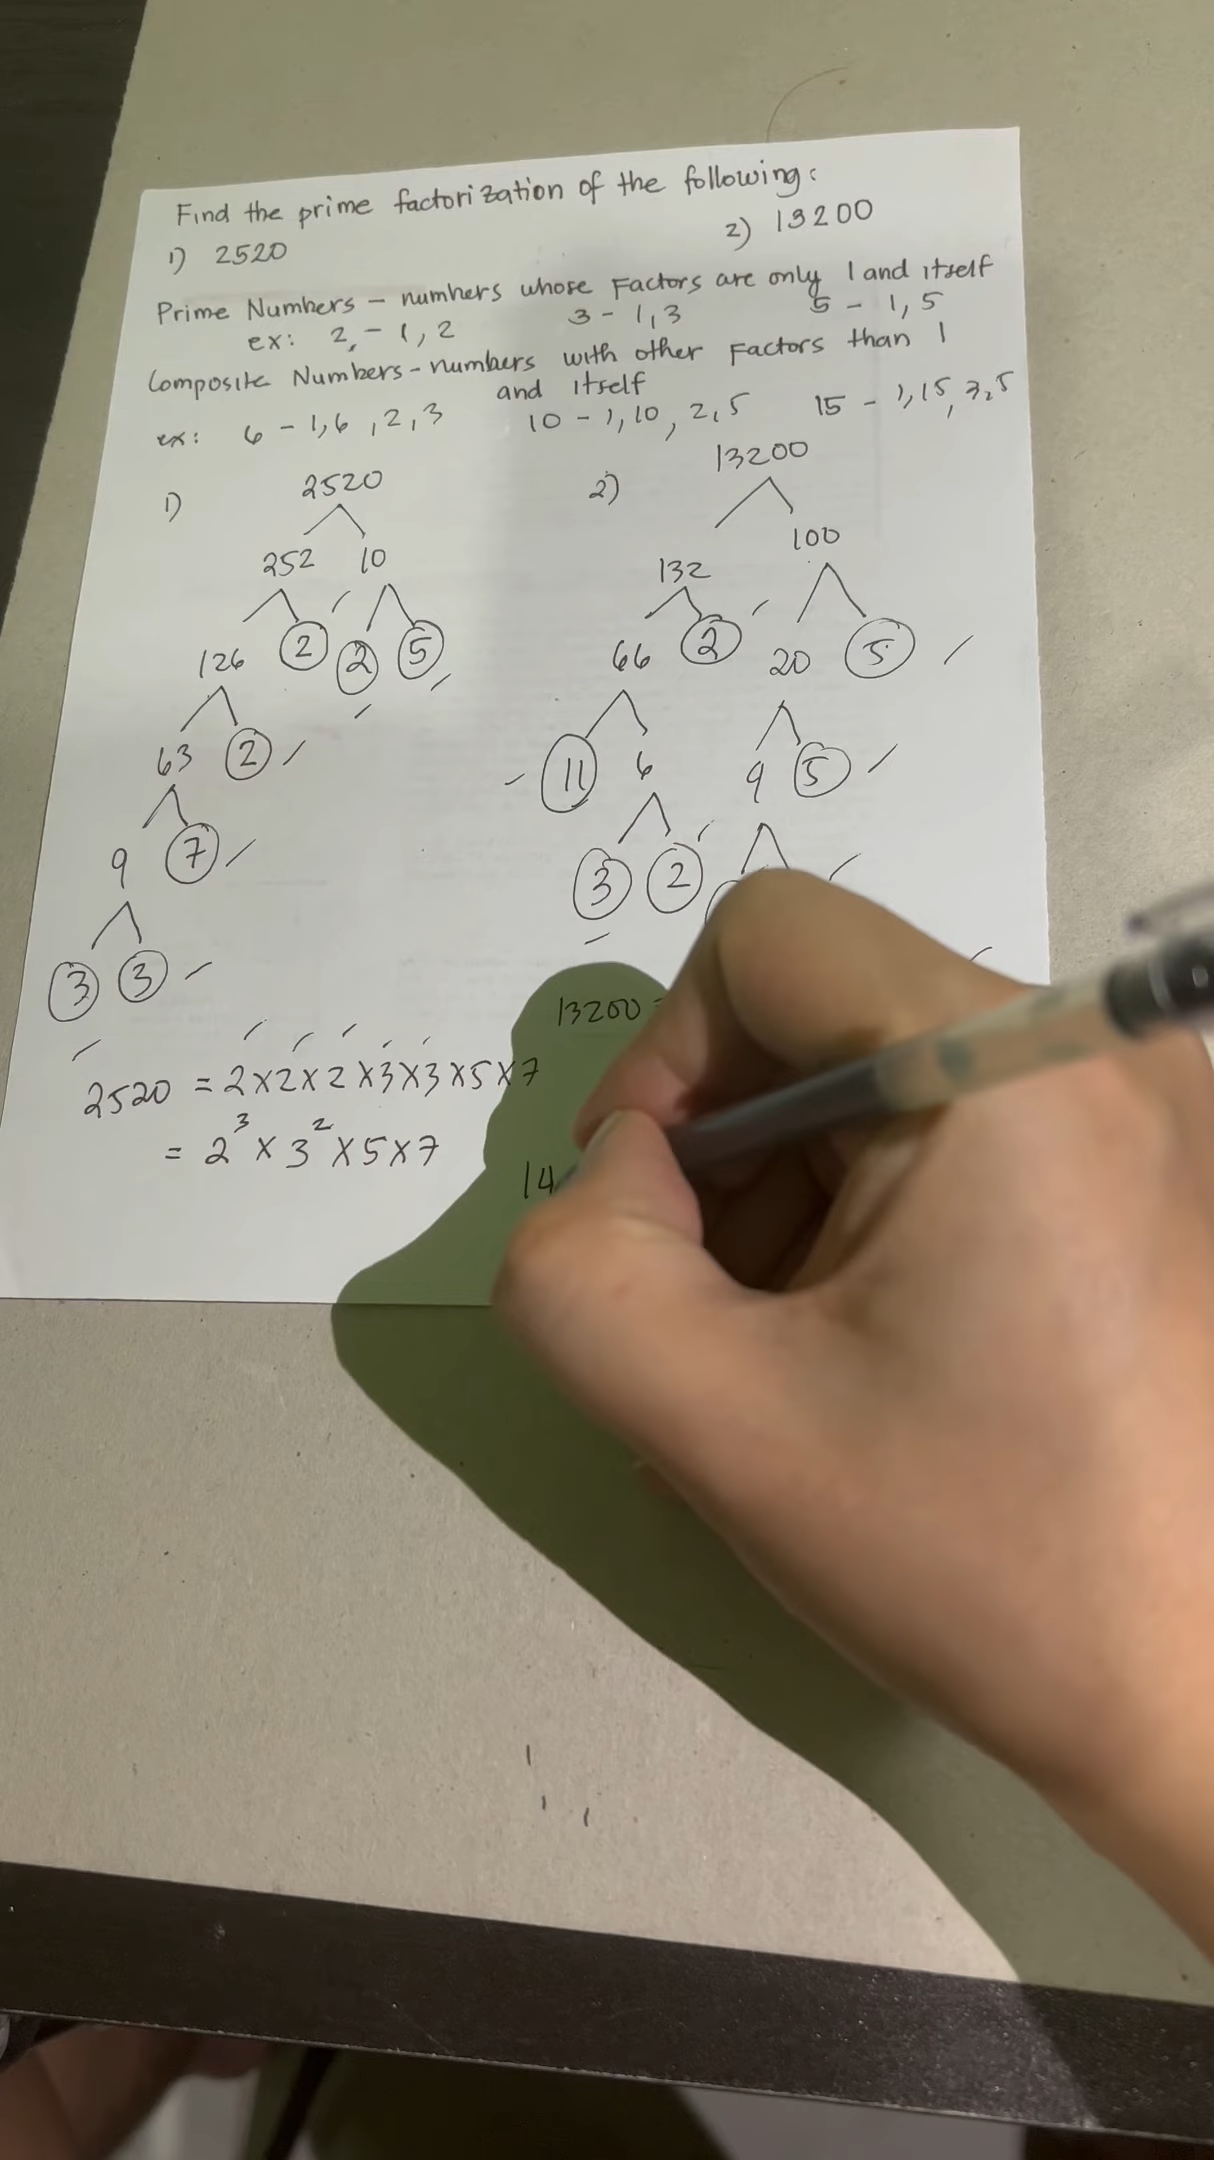 Find the prime factorization of the following:
1) 2520 2) 13200
Prime Numbers - numbers whose Factors are only 1 and itself
ex: 2, - 1, 2 3 - 1, 3 5 - 1, 5
Composite Numbers - numbers with other Factors than 1
and itself
ex: 6 - 1, 6, 2, 3 10 - 1, 10, 2, 5 15 - 1, 15, 3, 5
1) 2520 2) 13200
252 10 132 100
126 2 2 5 66 2 20 5
63 2 11 6 9 5
9 7 3 2
3 3
13200 =
2520 = 2 × 2 × 2 × 3 × 3 × 5 × 7
= 2³ × 3² × 5 × 7
14